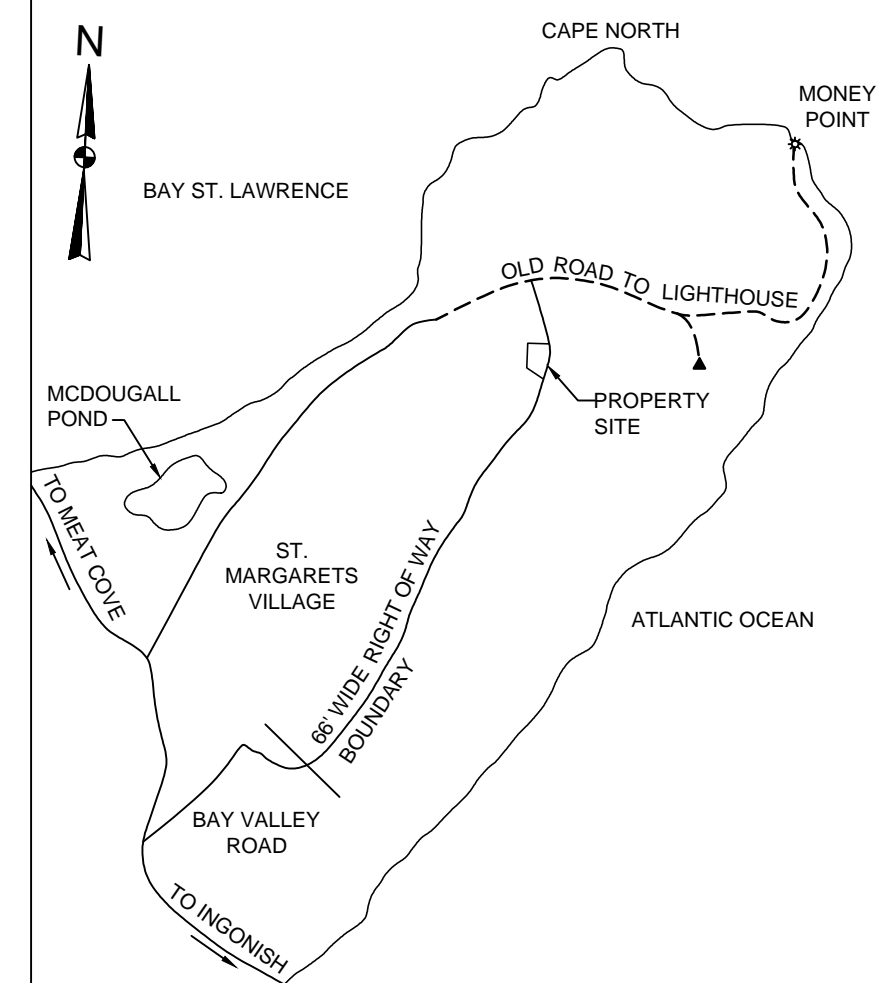 N
CAPE NORTH
MONEY
POINT
BAY ST. LAWRENCE
OLD ROAD TO LIGHTHOUSE
MCDOUGALL
POND
PROPERTY
SITE
TO MEAT COVE
ST.
MARGARETS
VILLAGE
66' WIDE RIGHT OF WAY
BOUNDARY
ATLANTIC OCEAN
BAY VALLEY
ROAD
TO INGONISH